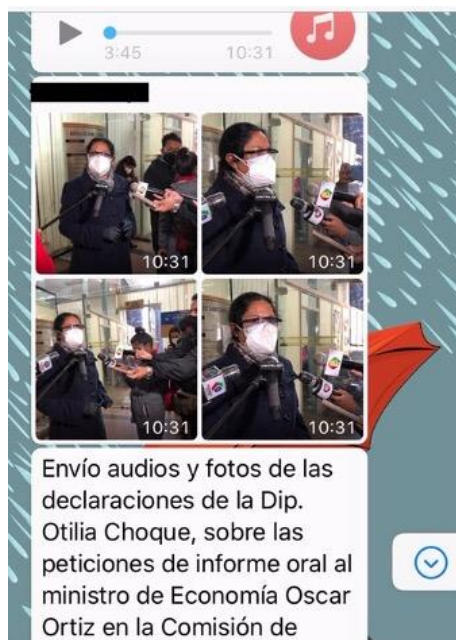 3:45
10:31
10:31
10:31
10:31
10:31
Envío audios y fotos de las
declaraciones de la Dip.
Otilia Choque, sobre las
peticiones de informe oral al
ministro de Economía Oscar
Ortiz en la Comisión de